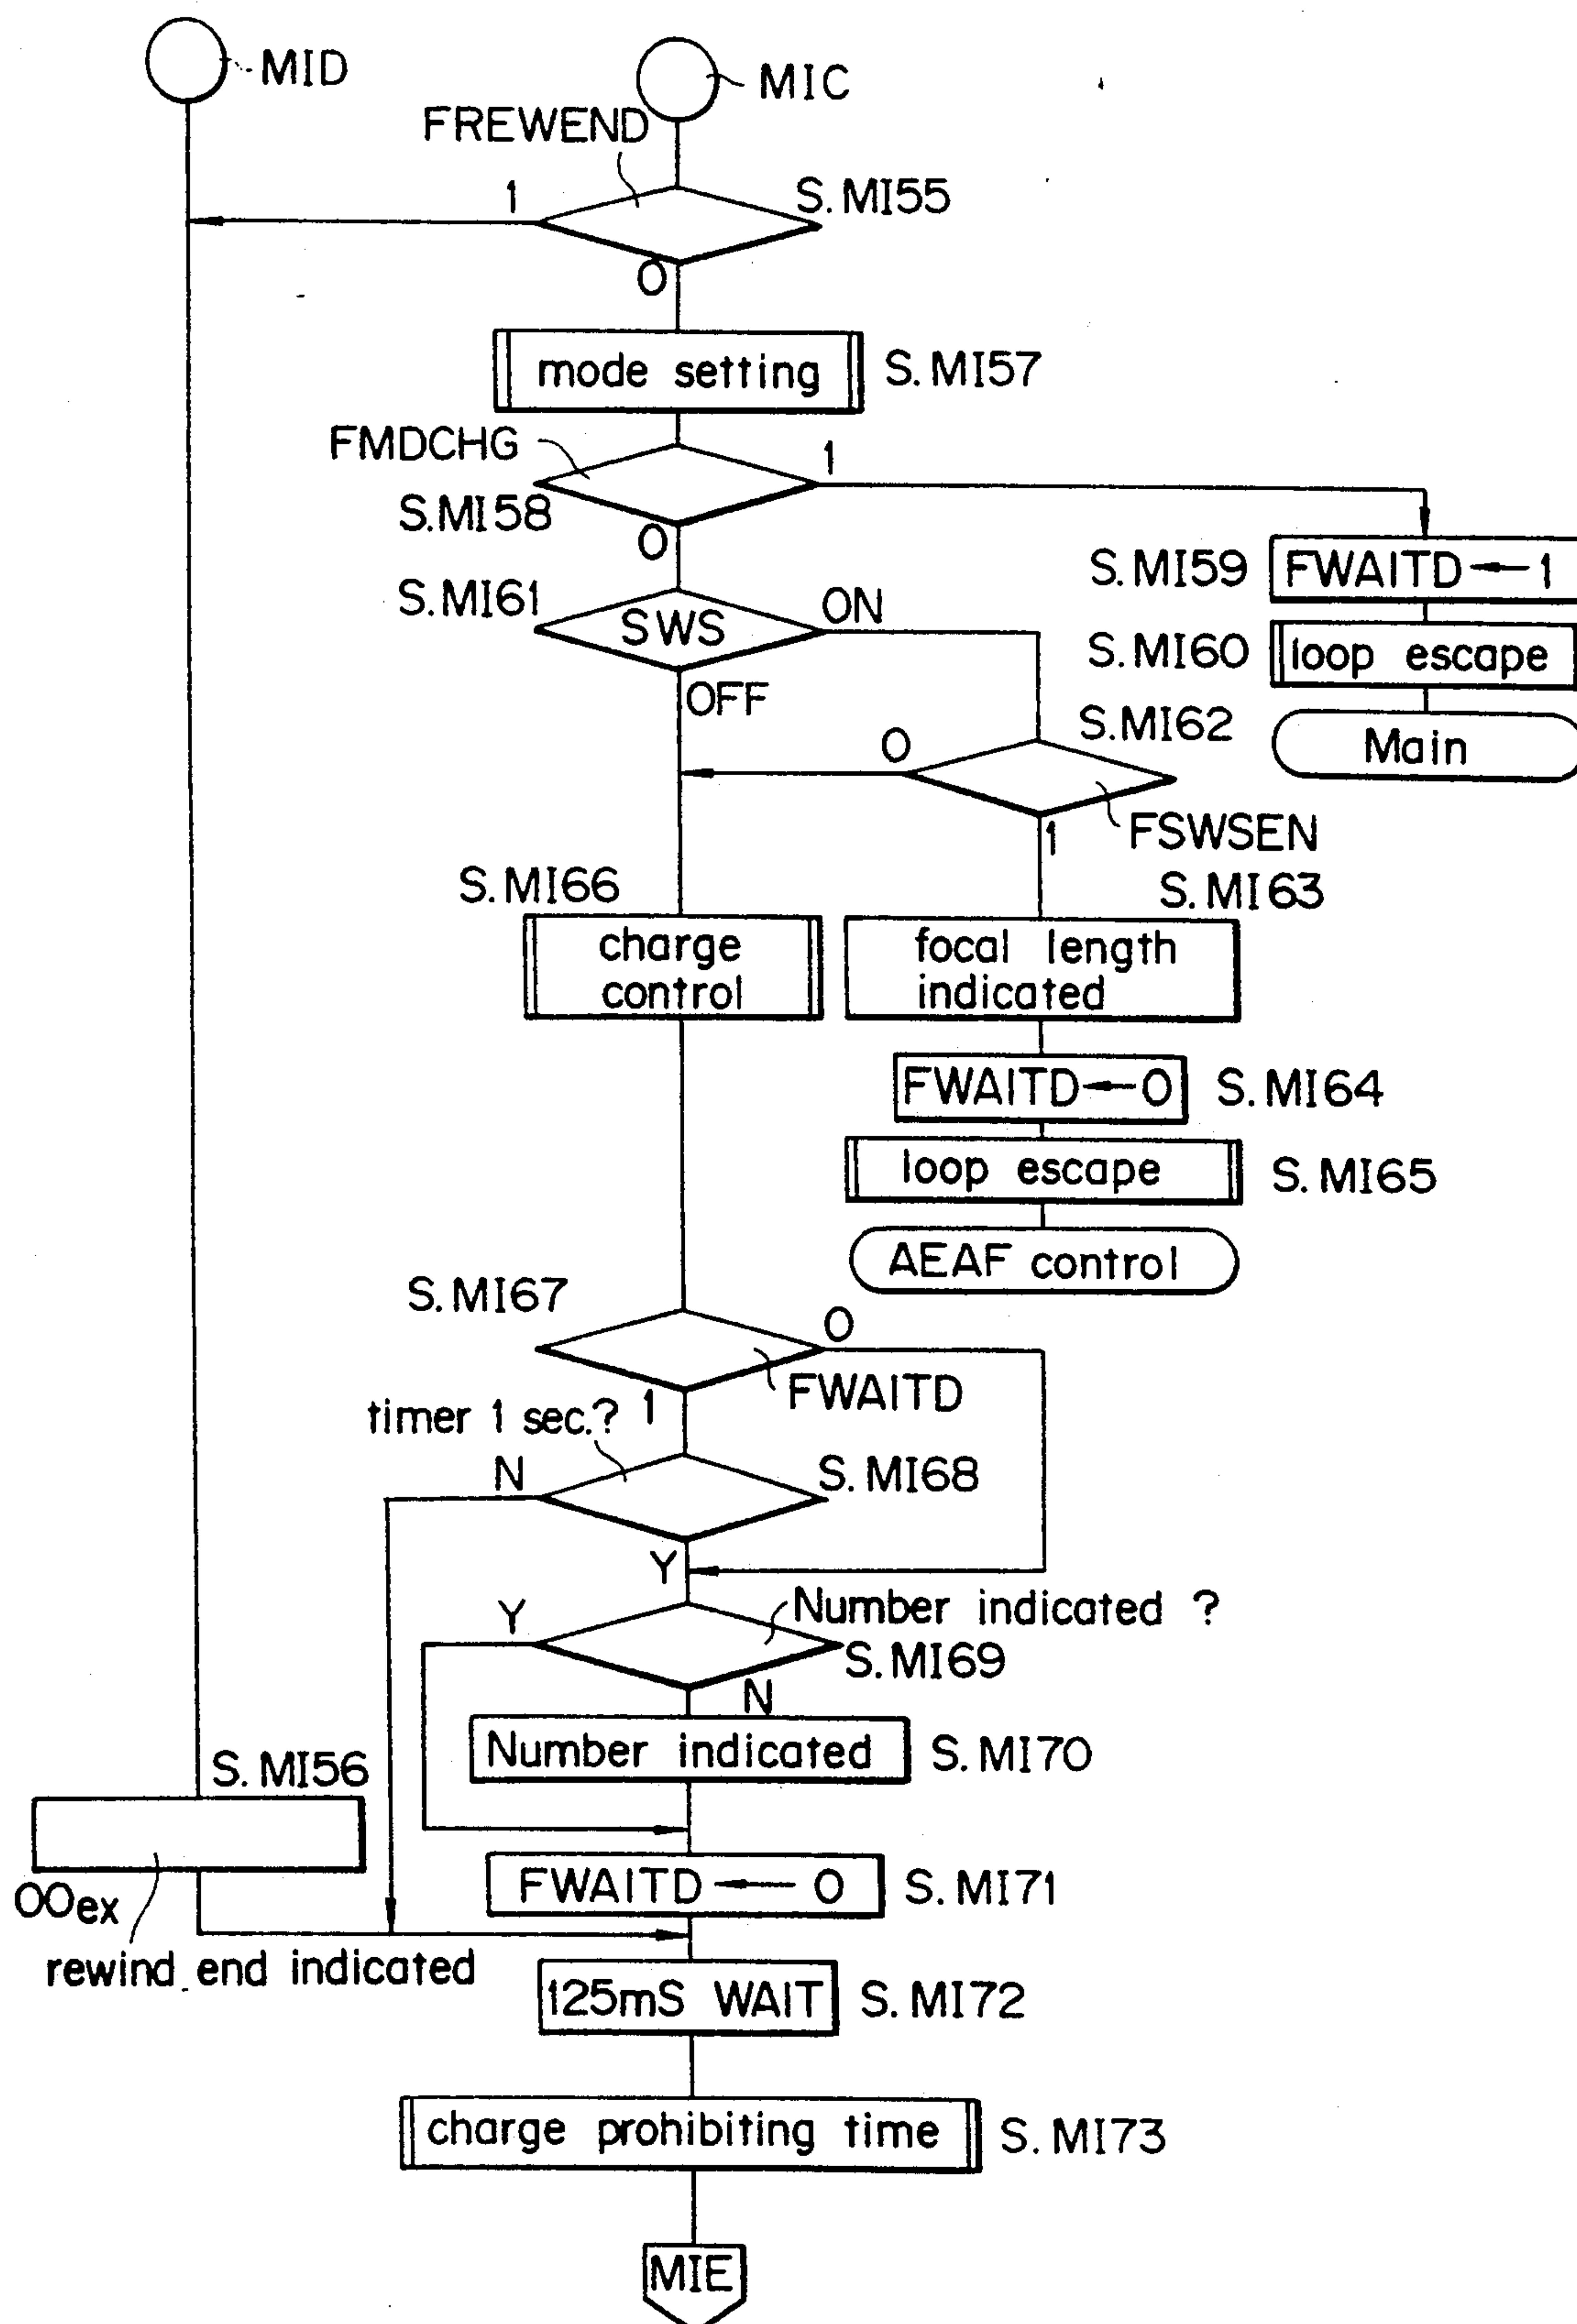 MID
MIC
FREWEND
1
S.MI55
0
mode setting
S.MI57
FMDCHG
1
S.MI58
0
S.MI59
FWAITD←1
S.MI61
SWS
ON
S.MI60
loop escape
OFF
S.MI62
0
Main
FSWSEN
1
S.MI66
S.MI63
charge
control
focal length
indicated
FWAITD←0
S.MI64
loop escape
S.MI65
AEAF control
S.MI67
0
FWAITD
timer 1 sec.?
1
N
S.MI68
Y
Number indicated ?
Y
S.MI69
N
Number indicated
S.MI70
S.MI56
FWAITD ← 0
S.MI71
00ex
rewind end indicated
125mS WAIT
S.MI72
charge prohibiting time
S.MI73
MIE